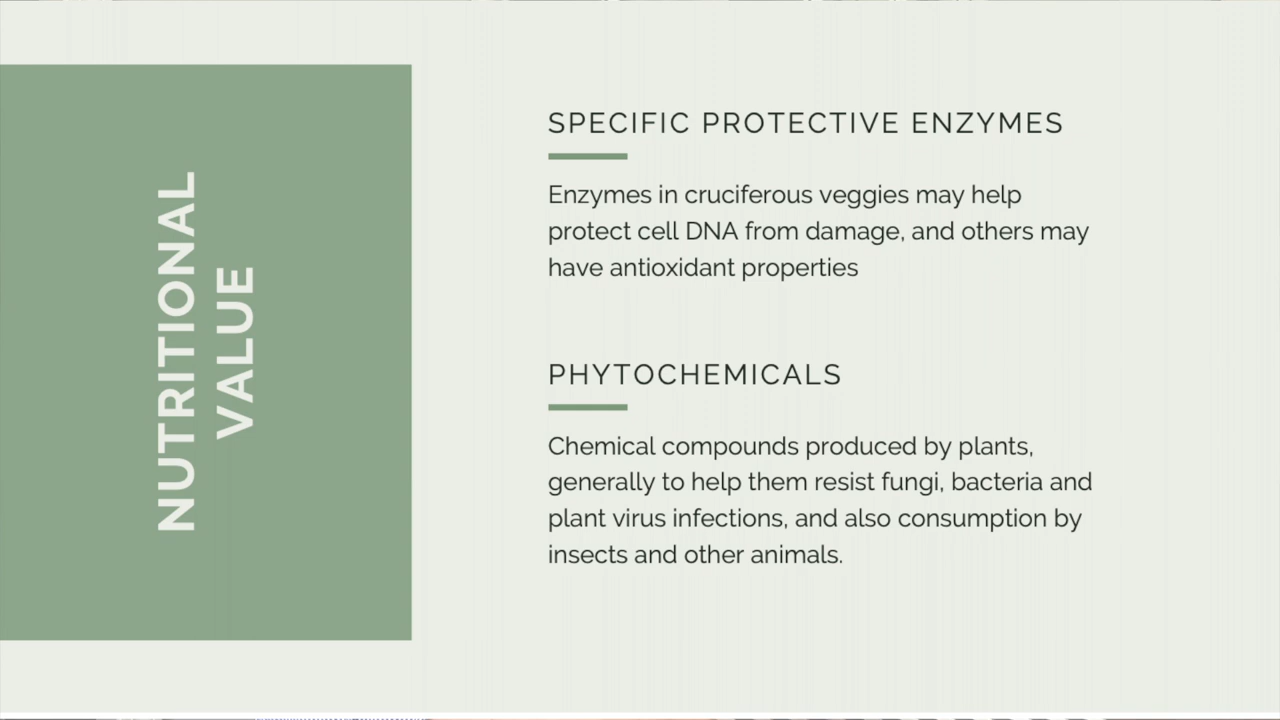 NUTRITIONAL
VALUE
SPECIFIC PROTECTIVE ENZYMES
Enzymes in cruciferous veggies may help
protect cell DNA from damage, and others may
have antioxidant properties
PHYTOCHEMICALS
Chemical compounds produced by plants,
generally to help them resist fungi, bacteria and
plant virus infections, and also consumption by
insects and other animals.